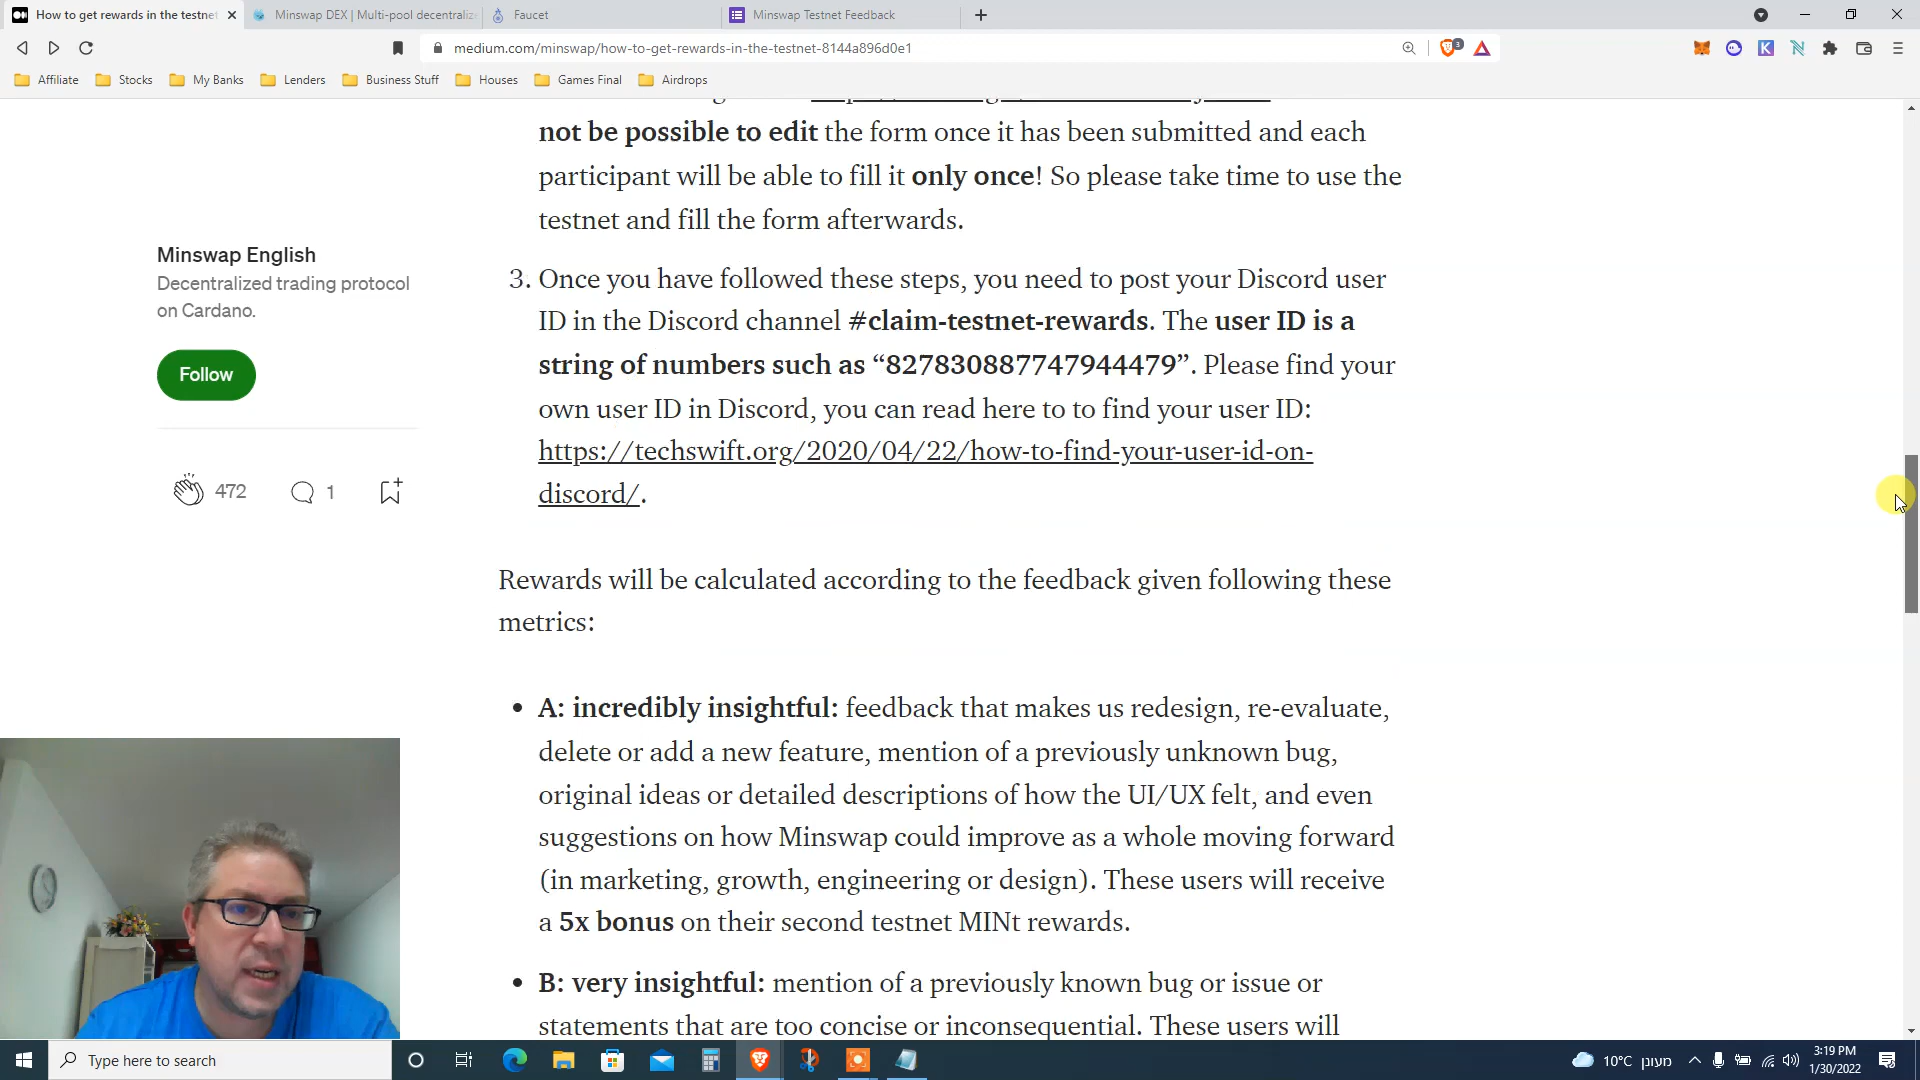 How to get rewards in the testnet
Minswap DEX | Multi-pool decentraliz
Faucet
Minswap Testnet Feedback
medium.com/minswap/how-to-get-rewards-in-the-testnet-8144a896d0e1
3
Affiliate
Stocks
My Banks
Lenders
Business Stuff
Houses
Games Final
Airdrops
not be possible to edit the form once it has been submitted and each
participant will be able to fill it only once! So please take time to use the
testnet and fill the form afterwards.
Minswap English
Decentralized trading protocol
on Cardano.
Follow
472
1
3. Once you have followed these steps, you need to post your Discord user
ID in the Discord channel #claim-testnet-rewards. The user ID is a
string of numbers such as “827830887747944479”. Please find your
own user ID in Discord, you can read here to to find your user ID:
https://techswift.org/2020/04/22/how-to-find-your-user-id-on-
discord/.
Rewards will be calculated according to the feedback given following these
metrics:
• A: incredibly insightful: feedback that makes us redesign, re-evaluate,
delete or add a new feature, mention of a previously unknown bug,
original ideas or detailed descriptions of how the UI/UX felt, and even
suggestions on how Minswap could improve as a whole moving forward
(in marketing, growth, engineering or design). These users will receive
a 5x bonus on their second testnet MINt rewards.
• B: very insightful: mention of a previously known bug or issue or
statements that are too concise or inconsequential. These users will
Type here to search
10°C מעונן
3:19 PM
1/30/2022